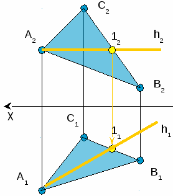 C₂
A₂ 1₂ h₂
B₂
X
C₁ 1₁ h₁
B₁
A₁